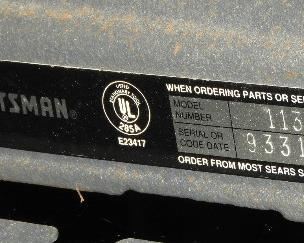 WHEN ORDERING PARTS OR SE
TSMAN®
UL
285A
E23417
MODEL
NUMBER
113
SERIAL OR
CODE DATE
9331
ORDER FROM MOST SEARS S